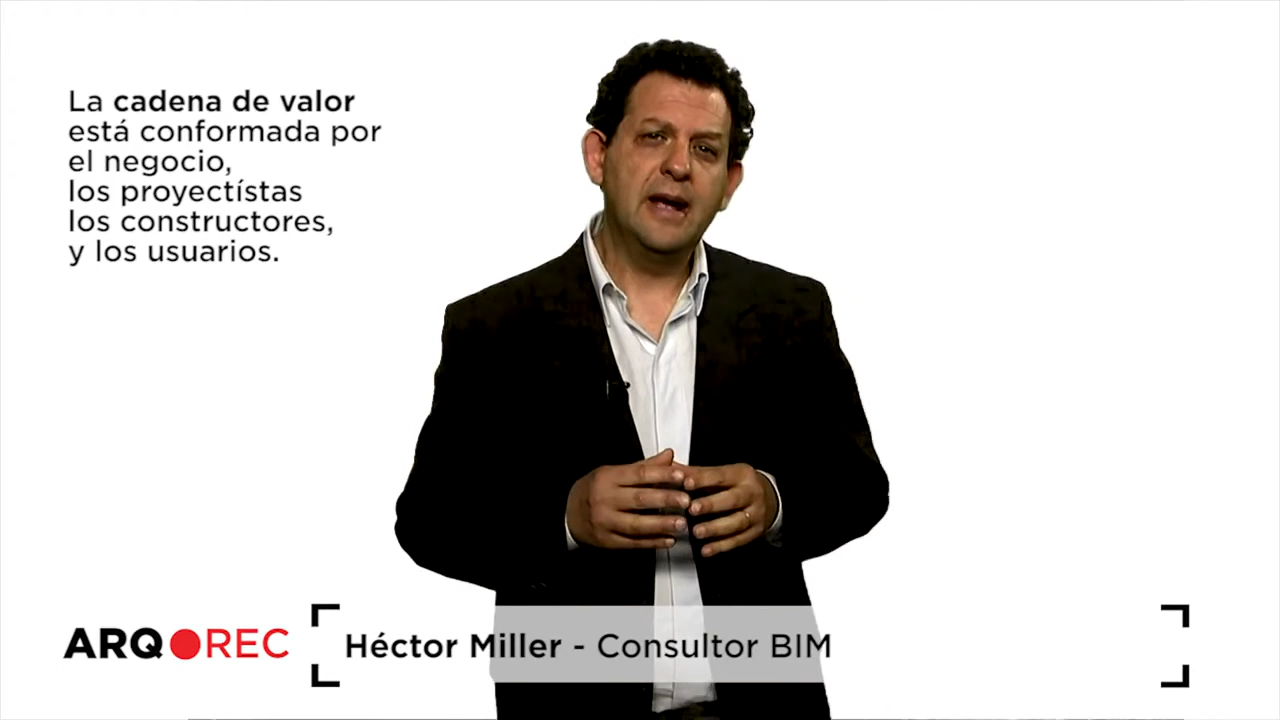 La cadena de valor
está conformada por
el negocio,
los proyectístas
los constructores,
y los usuarios.
ARQ REC
Héctor Miller - Consultor BIM